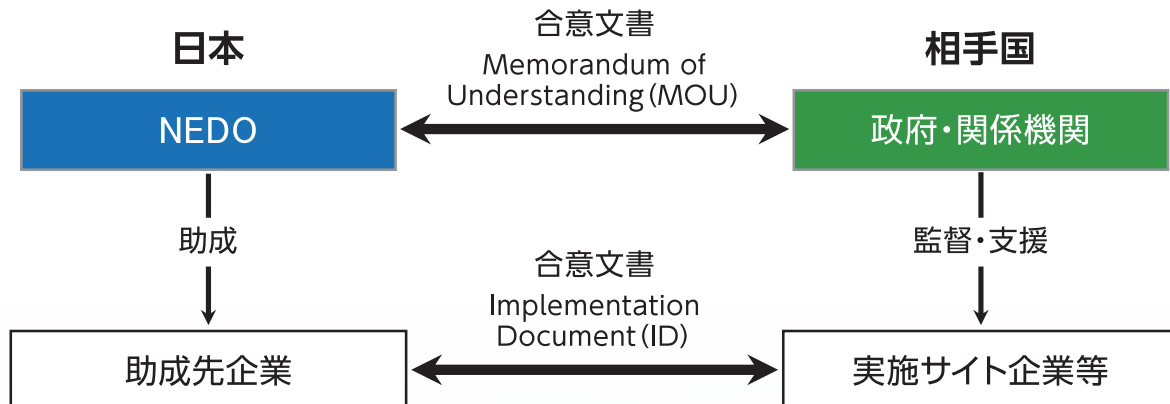 日本
合意文書
Memorandum of
Understanding(MOU)
相手国
NEDO
政府・関係機関
助成
監督・支援
合意文書
Implementation
Document(ID)
助成先企業
実施サイト企業等